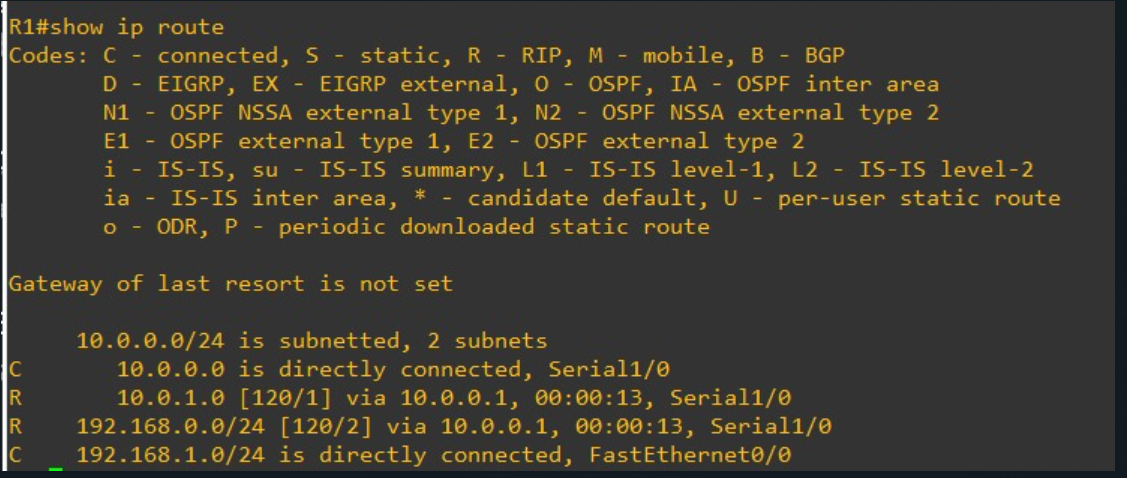 R1#show ip route
Codes: C - connected, S - static, R - RIP, M - mobile, B - BGP
D - EIGRP, EX - EIGRP external, O - OSPF, IA - OSPF inter area
N1 - OSPF NSSA external type 1, N2 - OSPF NSSA external type 2
E1 - OSPF external type 1, E2 - OSPF external type 2
i - IS-IS, su - IS-IS summary, L1 - IS-IS level-1, L2 - IS-IS level-2
ia - IS-IS inter area, * - candidate default, U - per-user static route
o - ODR, P - periodic downloaded static route
Gateway of last resort is not set
10.0.0.0/24 is subnetted, 2 subnets
C 10.0.0.0 is directly connected, Serial1/0
R 10.0.1.0 [120/1] via 10.0.0.1, 00:00:13, Serial1/0
R 192.168.0.0/24 [120/2] via 10.0.0.1, 00:00:13, Serial1/0
C 192.168.1.0/24 is directly connected, FastEthernet0/0